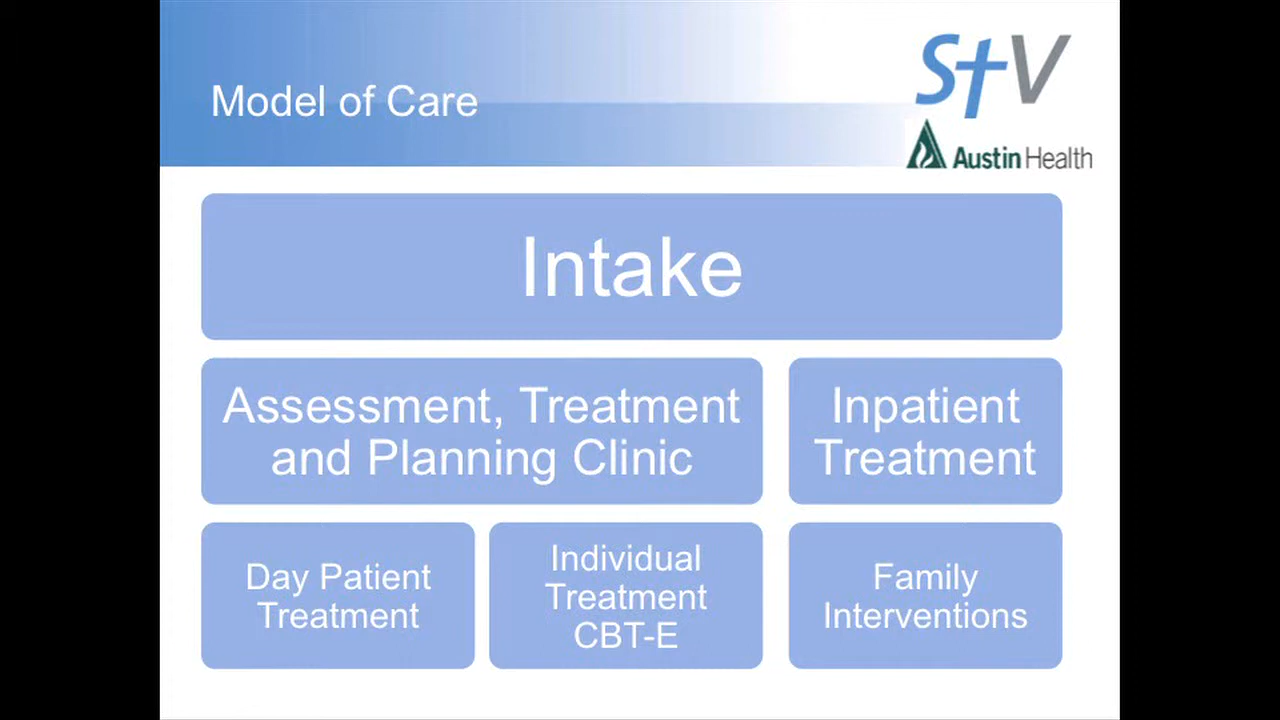 Model of Care
StV
Austin Health
Intake
Assessment, Treatment
and Planning Clinic
Inpatient
Treatment
Day Patient
Treatment
Individual
Treatment
CBT-E
Family
Interventions